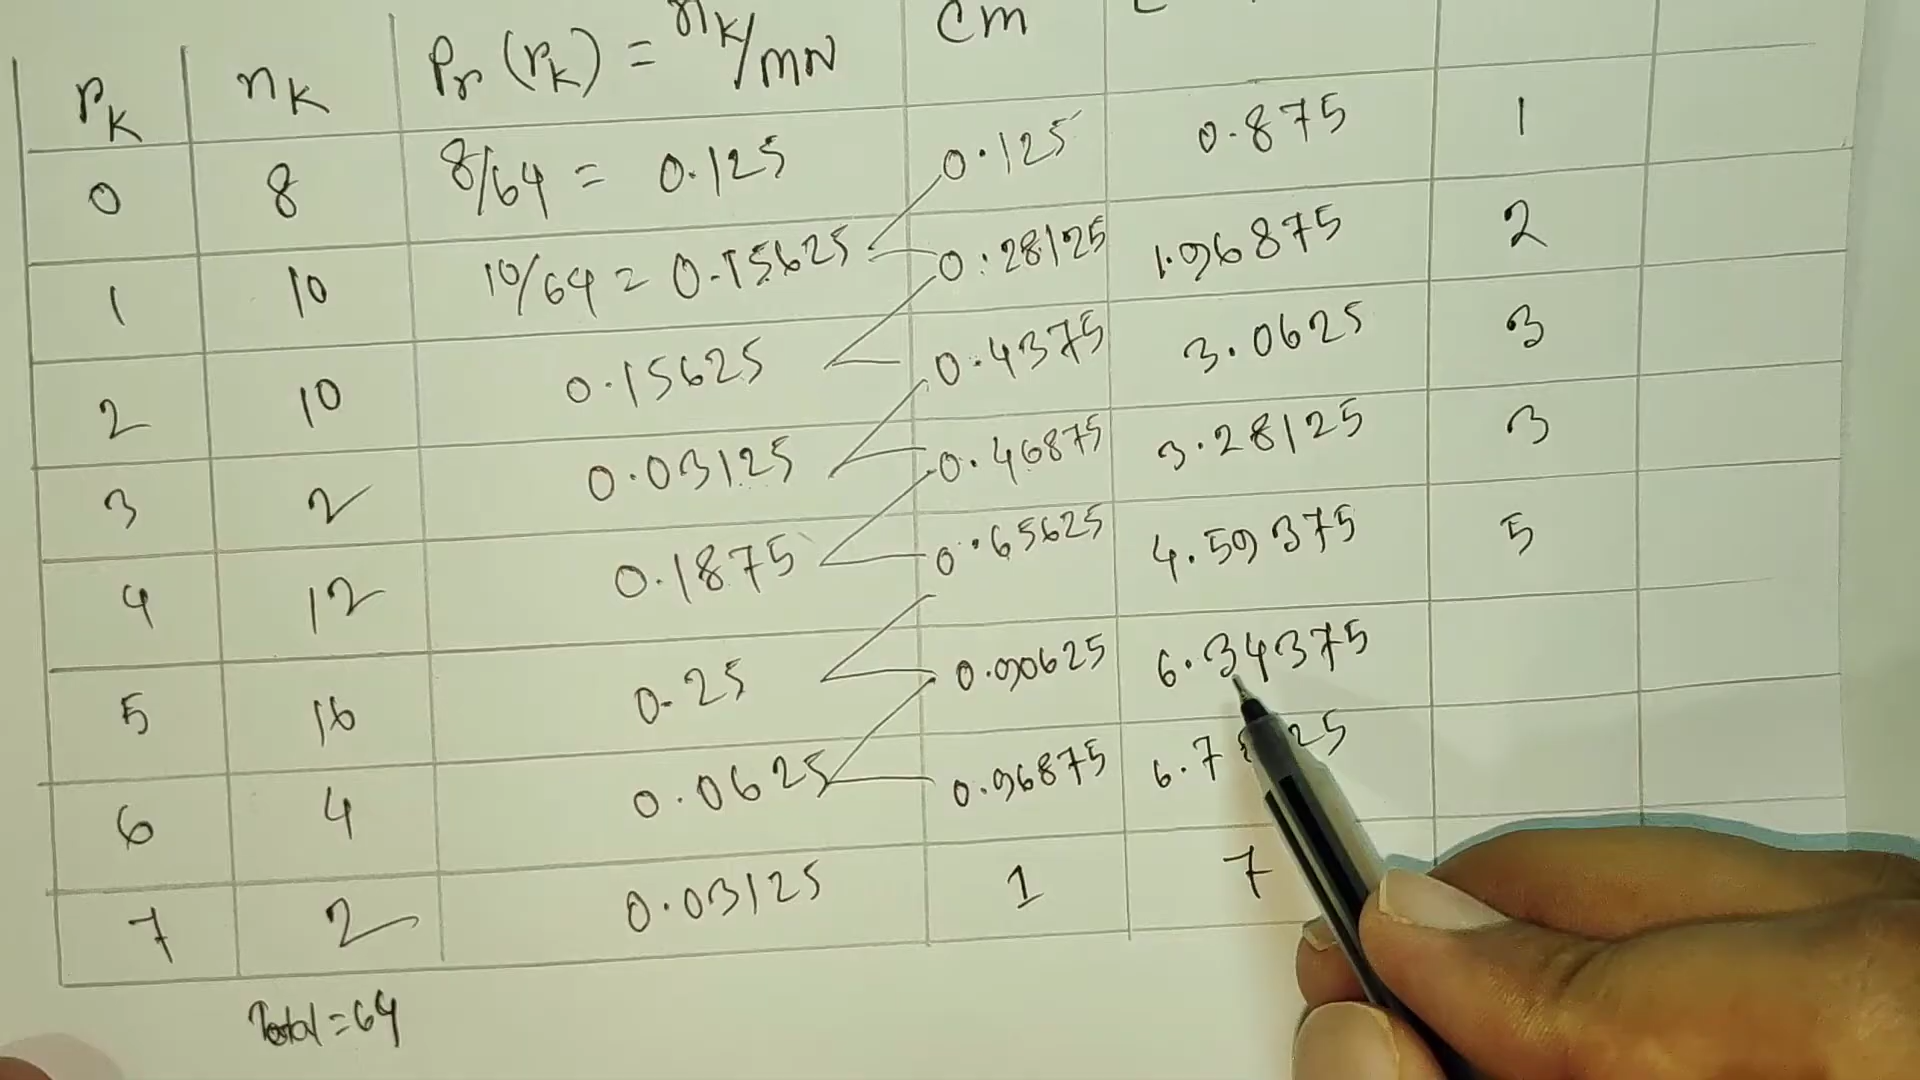 rK nK Pr (rK) = nK/MN Cm
0 8 8/64 = 0.125 0.125 0.875 1
1 10 10/64 = 0.15625 0.28125 1.96875 2
2 10 0.15625 0.4375 3.0625 3
3 2 0.03125 0.46875 3.28125 3
4 12 0.1875 0.65625 4.59375 5
5 16 0.25 0.90625 6.34375
6 4 0.0625 0.96875
7 2 0.03125 1 7
Total = 64